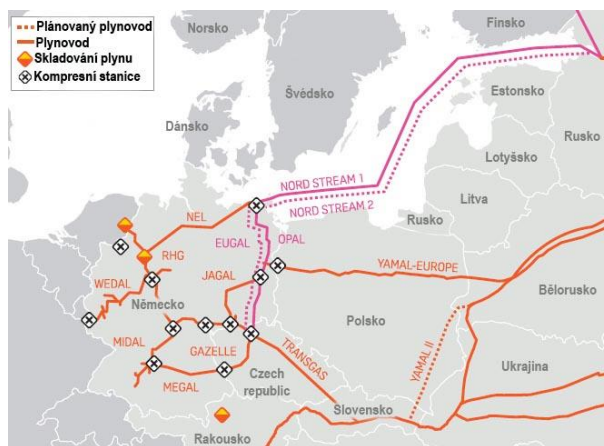 Plánovaný plynovod
Plynovod
Skladování plynu
Kompresní stanice
Norsko
Finsko
Švédsko
Estonsko
Rusko
Dánsko
Lotyšsko
NORD STREAM 1
Litva
NORD STREAM 2
Rusko
NEL
EUGAL
OPAL
RHG
YAMAL-EUROPE
JAGAL
WEDAL
Bělorusko
Německo
Polsko
MIDAL
GAZELLE
TRANSGAS
YAMAL II
Ukrajina
MEGAL
Czech
republic
Slovensko
Rakousko